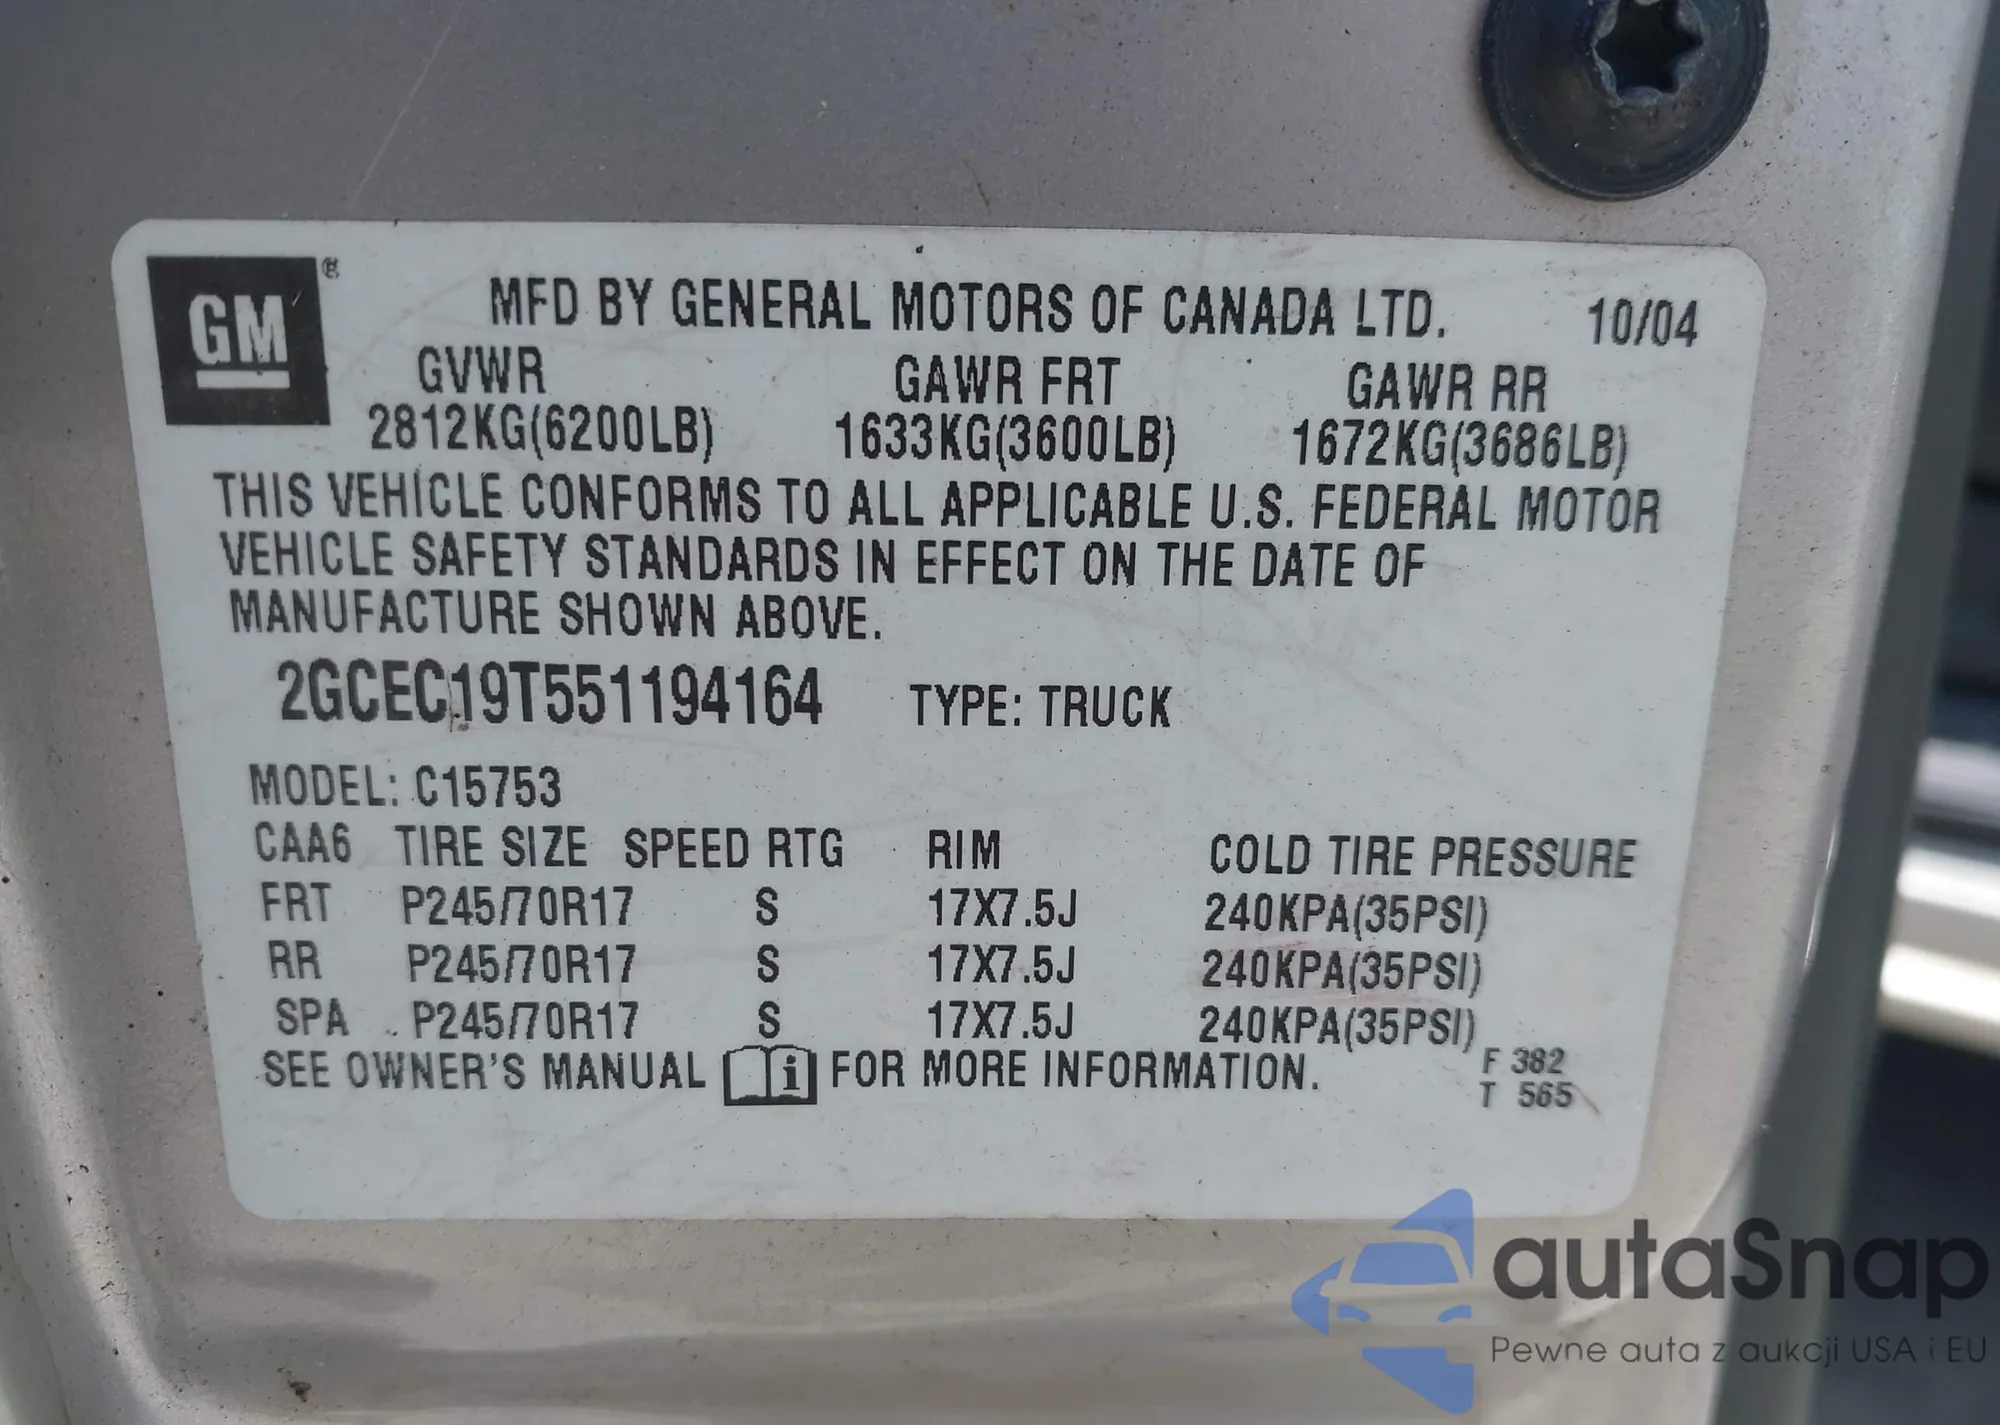 GM ®
MFD BY GENERAL MOTORS OF CANADA LTD. 10/04
GVWR GAWR FRT GAWR RR
2812KG(6200LB) 1633KG(3600LB) 1672KG(3686LB)
THIS VEHICLE CONFORMS TO ALL APPLICABLE U.S. FEDERAL MOTOR
VEHICLE SAFETY STANDARDS IN EFFECT ON THE DATE OF
MANUFACTURE SHOWN ABOVE.
2GCEC19T551194164 TYPE: TRUCK
MODEL: C15753
CAA6 TIRE SIZE SPEED RTG RIM COLD TIRE PRESSURE
FRT P245/70R17 S 17X7.5J 240KPA(35PSI)
RR P245/70R17 S 17X7.5J 240KPA(35PSI)
SPA P245/70R17 S 17X7.5J 240KPA(35PSI)
SEE OWNER'S MANUAL i FOR MORE INFORMATION.
F 382
T 565
autaSnap
Pewne auta z aukcji USA i EU